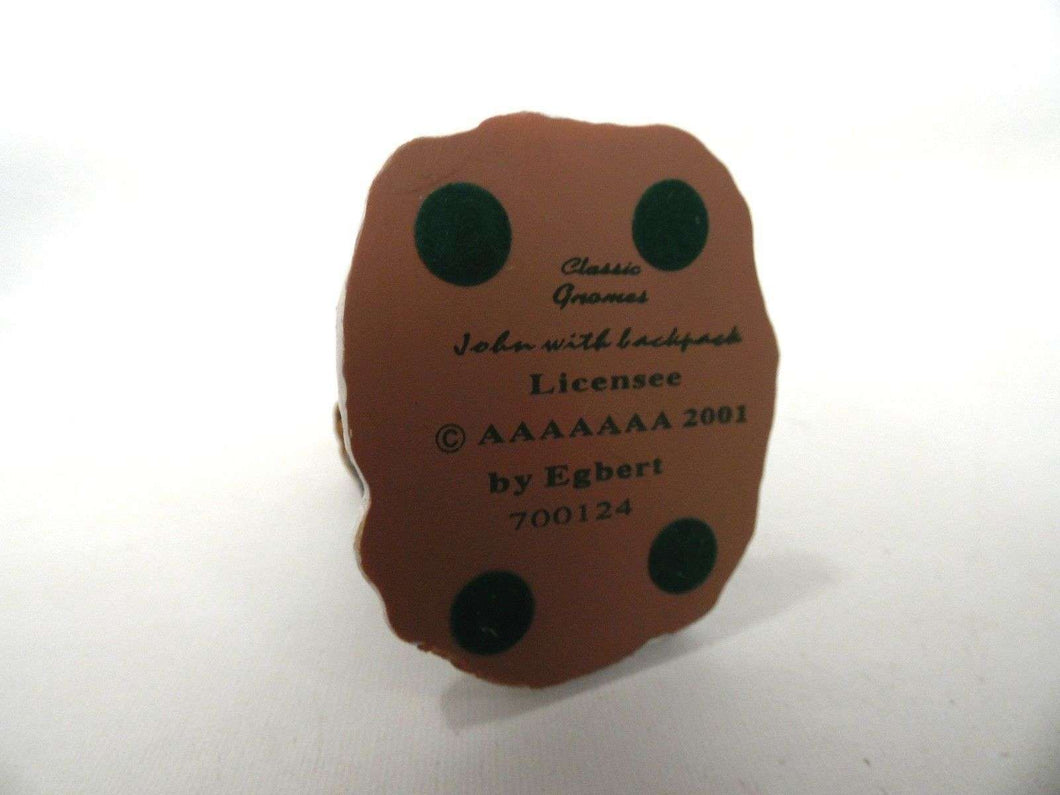 Classic
Gnomes
John with backpack
Licensee
© AAAAAAA 2001
by Egbert
700124